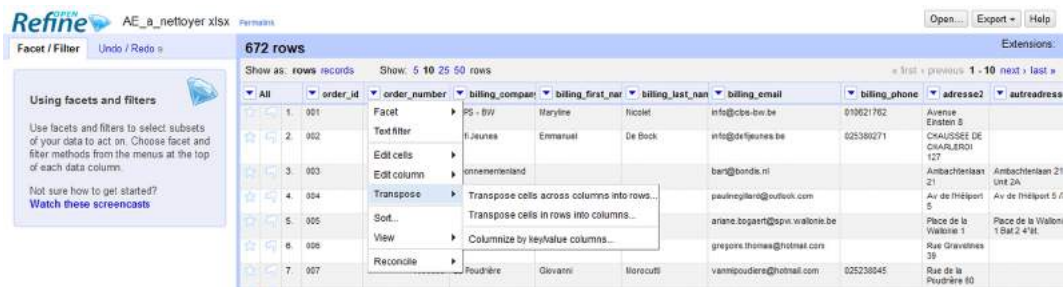 OPEN
Refine AE_a_nettoyer xlsx Permalink Open... Export Help
Facet / Filter Undo / Redo 672 rows Extensions:
Show as: rows records Show: 5 10 25 50 rows « first ‹ previous 1 - 10 next › last »
Using facets and filters
Use facets and filters to select subsets
of your data to act on. Choose facet and
filter methods from the menus at the top
of each data column.
Not sure how to get started?
Watch these screencasts
All order_id order_number billing_company billing_first_nar billing_last_nam billing_email billing_phone adresse2 autreadress
1. 001 PS - BW Maryline Nicolet info@cbs-bw.be 010621762 Avenue
Einstein 8
2. 002 fi Jeunes Emmanuel De Bock info@defijeunes.be 025380271 CHAUSSEE DE
CHARLEROI
127
3. 003 onnementenland bart@bondis.nl Ambachtenlaan Ambachtenlaan 21
21 Unit 2A
4. 004 paulinegillard@outlook.com Av de l'Héliport Av de l'Héliport 5 /
5
5. 005 ariane.bogaert@spw.wallonie.be Place de la Place de la Walloni
Wallonie 1 1 Bat.2 4°ét.
6. 006 gregoire.thomas@hotmail.com Rue Gravelines
39
7. 007 Poudrière Giovanni Morocutti vanmipoudiere@hotmail.com 025238045 Rue de la
Poudrière 60
Facet
Text filter
Edit cells
Edit column
Transpose
Sort...
View
Reconcile
Transpose cells across columns into rows...
Transpose cells in rows into columns...
Columnize by key/value columns...